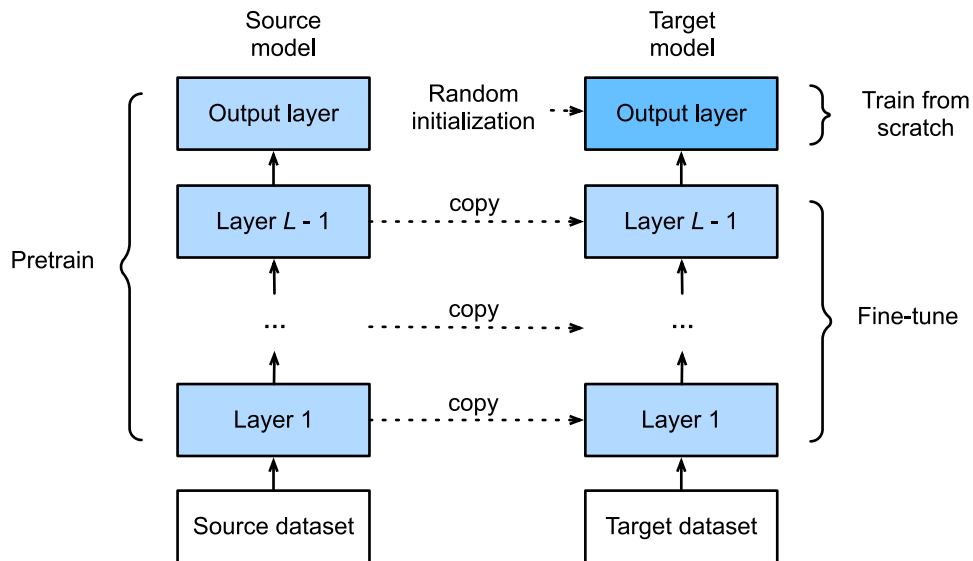 Source
model
Target
model
Output layer
Random
initialization
Output layer
Train from
scratch
Layer L - 1
copy
Layer L - 1
Pretrain
...
copy
...
Fine-tune
Layer 1
copy
Layer 1
Source dataset
Target dataset